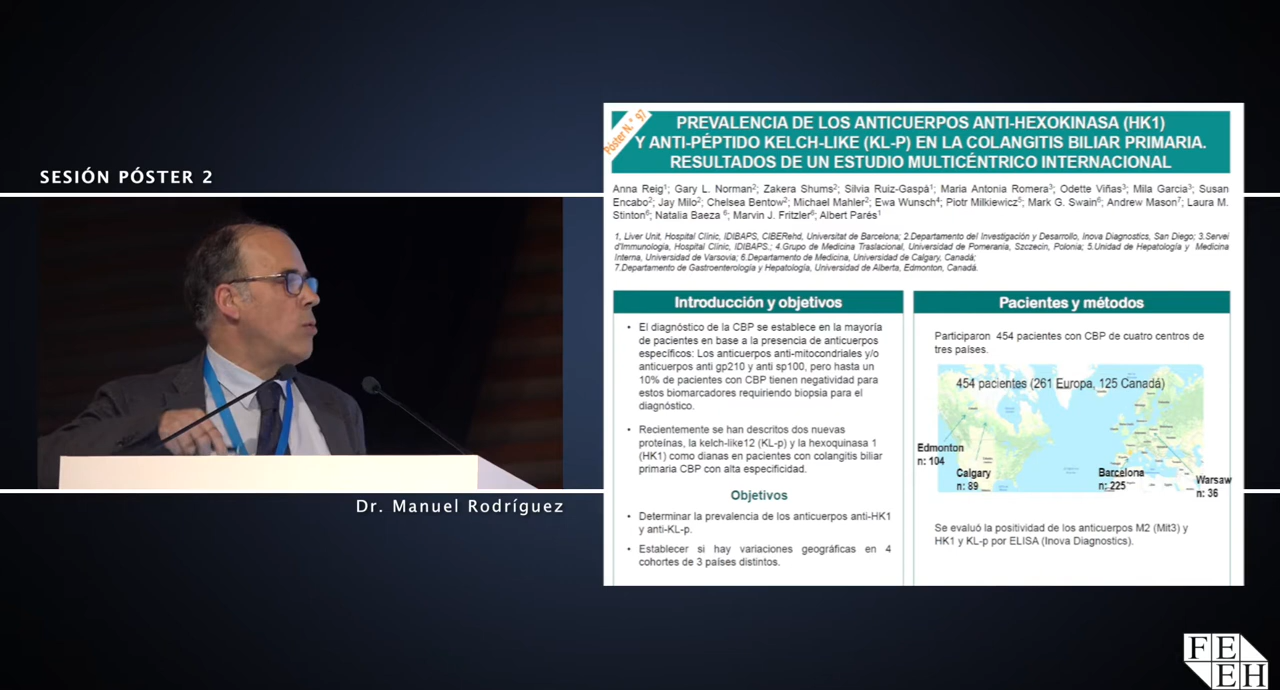 SESIÓN PÓSTER 2
Dr. Manuel Rodríguez
Póster N.º 97
PREVALENCIA DE LOS ANTICUERPOS ANTI-HEXOKINASA (HK1)
Y ANTI-PÉPTIDO KELCH-LIKE (KL-P) EN LA COLANGITIS BILIAR PRIMARIA.
RESULTADOS DE UN ESTUDIO MULTICÉNTRICO INTERNACIONAL
Anna Reig¹; Gary L. Norman²; Zakera Shums²; Silvia Ruiz-Gaspà¹; Maria Antonia Romera³; Odette Viñas³; Mila Garcia³; Susan
Encabo²; Jay Milo²; Chelsea Bentow²; Michael Mahler²; Ewa Wunsch⁴; Piotr Milkiewicz⁵; Mark G. Swain⁶; Andrew Mason⁷; Laura M.
Stinton⁶; Natalia Baeza ⁶; Marvin J. Fritzler⁶; Albert Parés¹
1, Liver Unit, Hospital Clínic, IDIBAPS, CIBERehd, Universitat de Barcelona; 2.Departamento del Investigación y Desarrollo, Inova Diagnostics, San Diego; 3.Servei
d'Immunologia, Hospital Clínic, IDIBAPS.; 4.Grupo de Medicina Traslacional, Universidad de Pomerania, Szczecin, Polonia; 5.Unidad de Hepatología y Medicina
Interna, Universidad de Varsovia; 6.Departamento de Medicina, Universidad de Calgary, Canadá;
7.Departamento de Gastroenterología y Hepatología, Universidad de Alberta, Edmonton, Canadá.
Introducción y objetivos
• El diagnóstico de la CBP se establece en la mayoría
de pacientes en base a la presencia de anticuerpos
específicos: Los anticuerpos anti-mitocondriales y/o
anticuerpos anti gp210 y anti sp100, pero hasta un
10% de pacientes con CBP tienen negatividad para
estos biomarcadores requiriendo biopsia para el
diagnóstico.
• Recientemente se han descritos dos nuevas
proteínas, la kelch-like12 (KL-p) y la hexoquinasa 1
(HK1) como dianas en pacientes con colangitis biliar
primaria CBP con alta especificidad.
Objetivos
• Determinar la prevalencia de los anticuerpos anti-HK1
y anti-KL-p.
• Establecer si hay variaciones geográficas en 4
cohortes de 3 países distintos.
Pacientes y métodos
Participaron 454 pacientes con CBP de cuatro centros de
tres países.
454 pacientes (261 Europa, 125 Canadá)
Edmonton
n: 104
Calgary
n: 89
Barcelona
n: 225
Warsaw
n: 36
Se evaluó la positividad de los anticuerpos M2 (Mit3) y
HK1 y KL-p por ELISA (Inova Diagnostics).
FE
EH